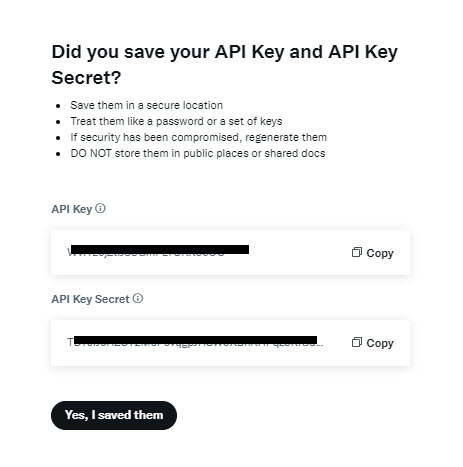 Did you save your API Key and API Key
Secret?
Save them in a secure location
Treat them like a password or a set of keys
If security has been compromised, regenerate them
DO NOT store them in public places or shared docs
API Key
Copy
API Key Secret
Copy
Yes, I saved them